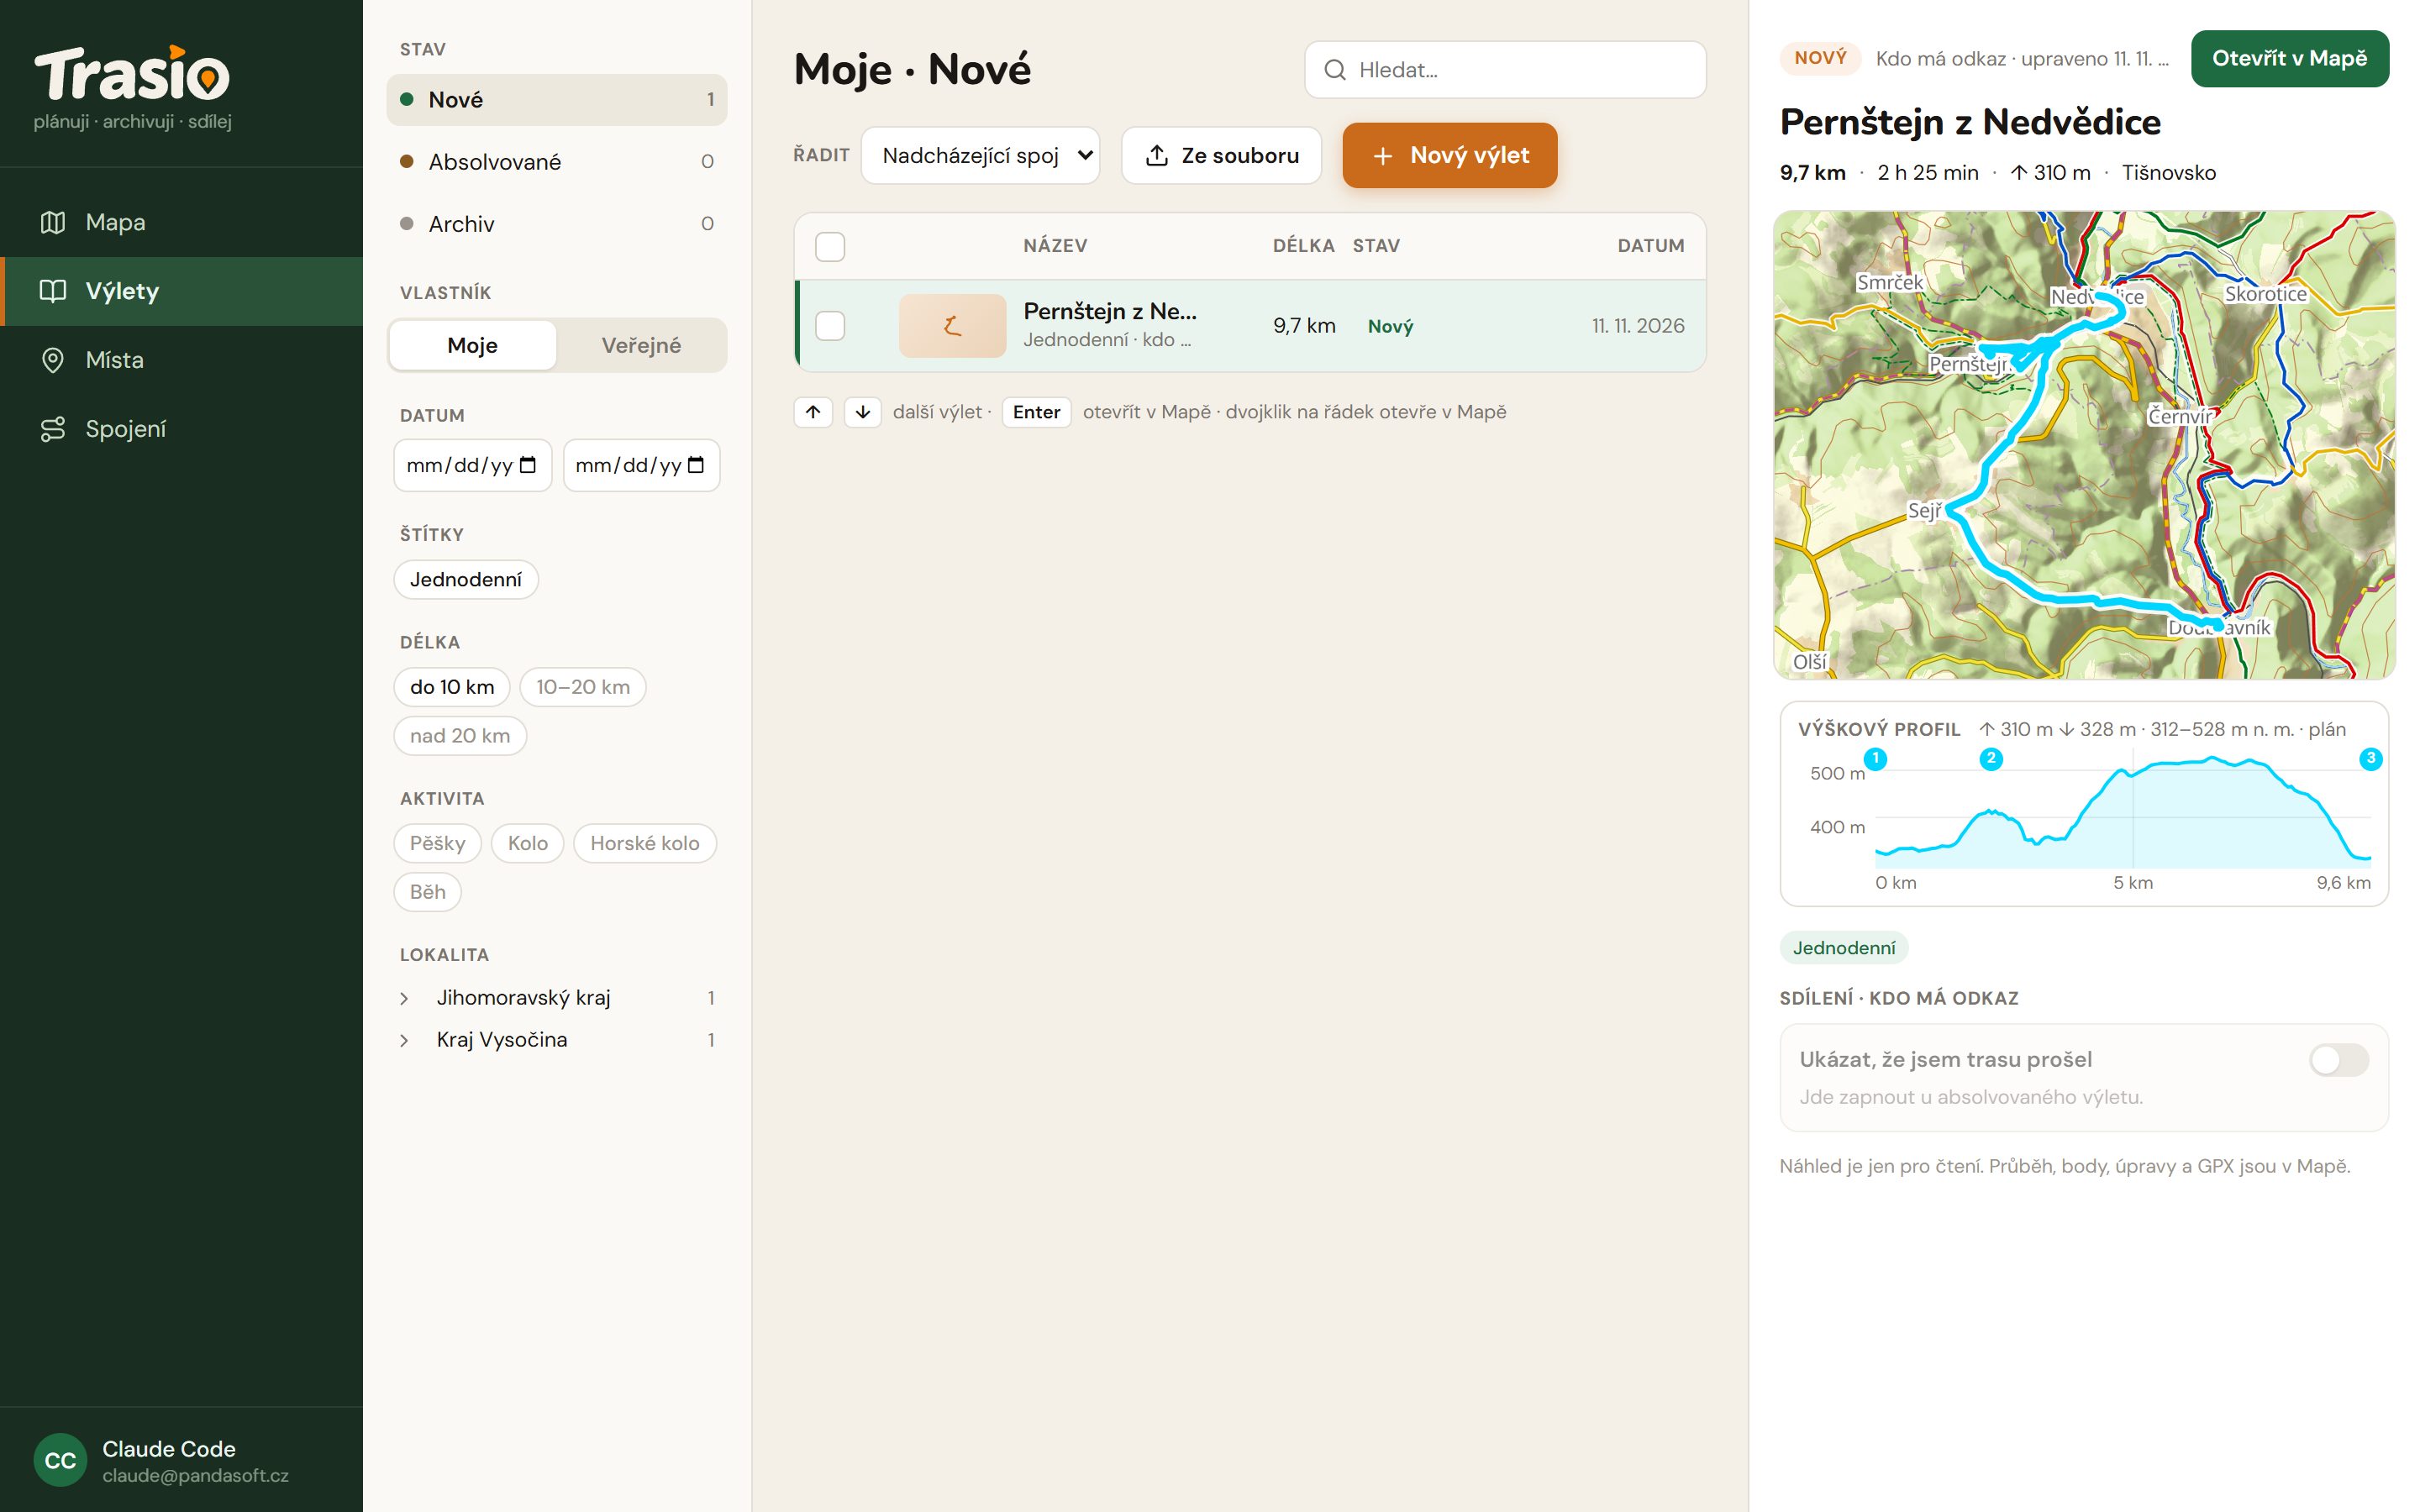 Trasio
plánuji · archivuji · sdílej
Mapa
Výlety
Místa
Spojení
CC
Claude Code
claude@pandasoft.cz
STAV
Nové 1
Absolvované 0
Archiv 0
VLASTNÍK
Moje Veřejné
DATUM
mm/dd/yy mm/dd/yy
ŠTÍTKY
Jednodenní
DÉLKA
do 10 km 10–20 km
nad 20 km
AKTIVITA
Pěšky Kolo Horské kolo
Běh
LOKALITA
Jihomoravský kraj 1
Kraj Vysočina 1
Moje · Nové
Hledat...
ŘADIT Nadcházející spoj Ze souboru + Nový výlet
NÁZEV DÉLKA STAV DATUM
Pernštejn z Ne... 9,7 km Nový 11. 11. 2026
Jednodenní · kdo ...
↑ ↓ další výlet · Enter otevřít v Mapě · dvojklik na řádek otevře v Mapě
NOVÝ Kdo má odkaz · upraveno 11. 11. ... Otevřít v Mapě
Pernštejn z Nedvědice
9,7 km · 2 h 25 min · ↑ 310 m · Tišnovsko
Smrček
Skorotice
Pernštejn
Černvír
Sejř
Olší
VÝŠKOVÝ PROFIL ↑ 310 m ↓ 328 m · 312–528 m n. m. · plán
1 2 3
500 m
400 m
0 km 5 km 9,6 km
Jednodenní
SDÍLENÍ · KDO MÁ ODKAZ
Ukázat, že jsem trasu prošel
Jde zapnout u absolvovaného výletu.
Náhled je jen pro čtení. Průběh, body, úpravy a GPX jsou v Mapě.